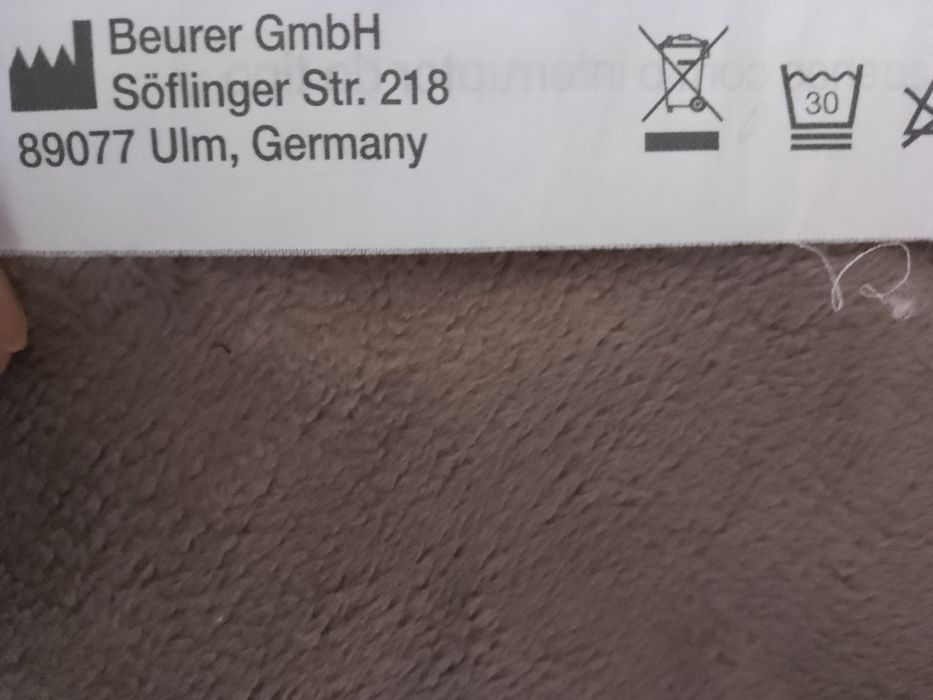 Beurer GmbH
Söflinger Str. 218
89077 Ulm, Germany
30